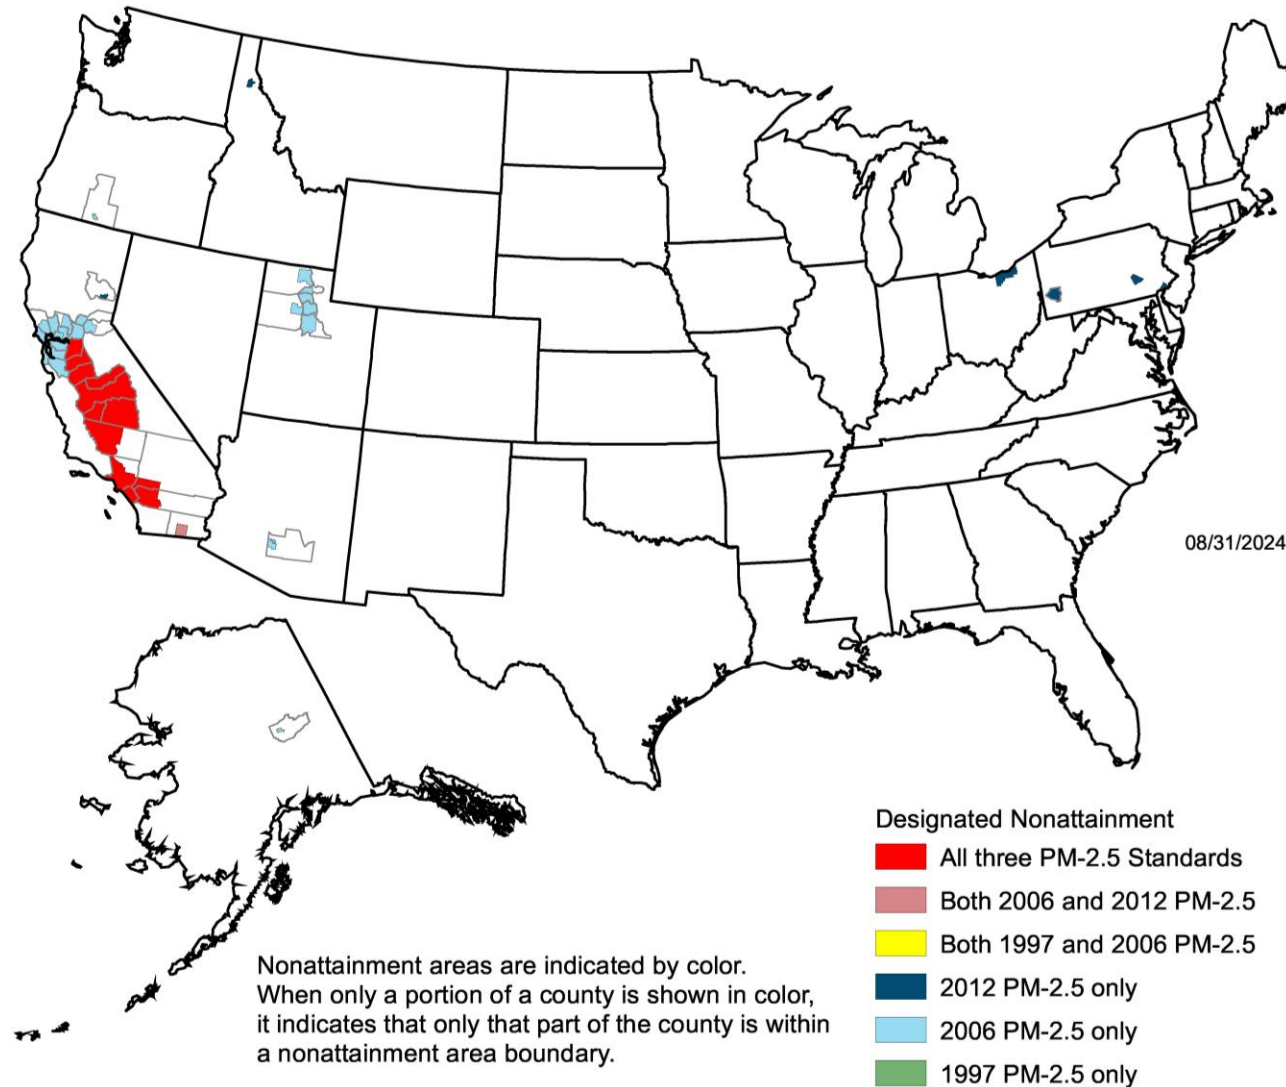 08/31/2024
Designated Nonattainment
All three PM-2.5 Standards
Both 2006 and 2012 PM-2.5
Both 1997 and 2006 PM-2.5
2012 PM-2.5 only
2006 PM-2.5 only
1997 PM-2.5 only
Nonattainment areas are indicated by color.
When only a portion of a county is shown in color,
it indicates that only that part of the county is within
a nonattainment area boundary.